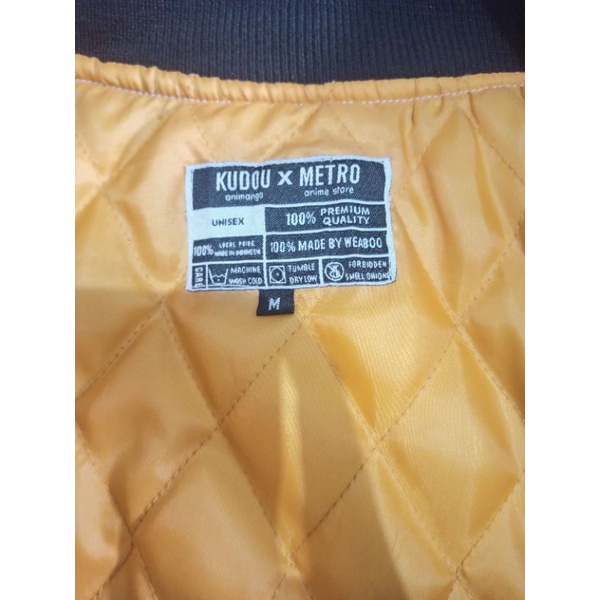 KUDOU X METRO
animanga anime store
UNISEX
100% PREMIUM QUALITY
100% LOCAL PRIDE MADE IN INDONESIA
100% MADE BY WEABOO
CARE
MACHINE WASH COLD
TUMBLE DRY LOW
FORBIDDEN SMELL ONIONS
M